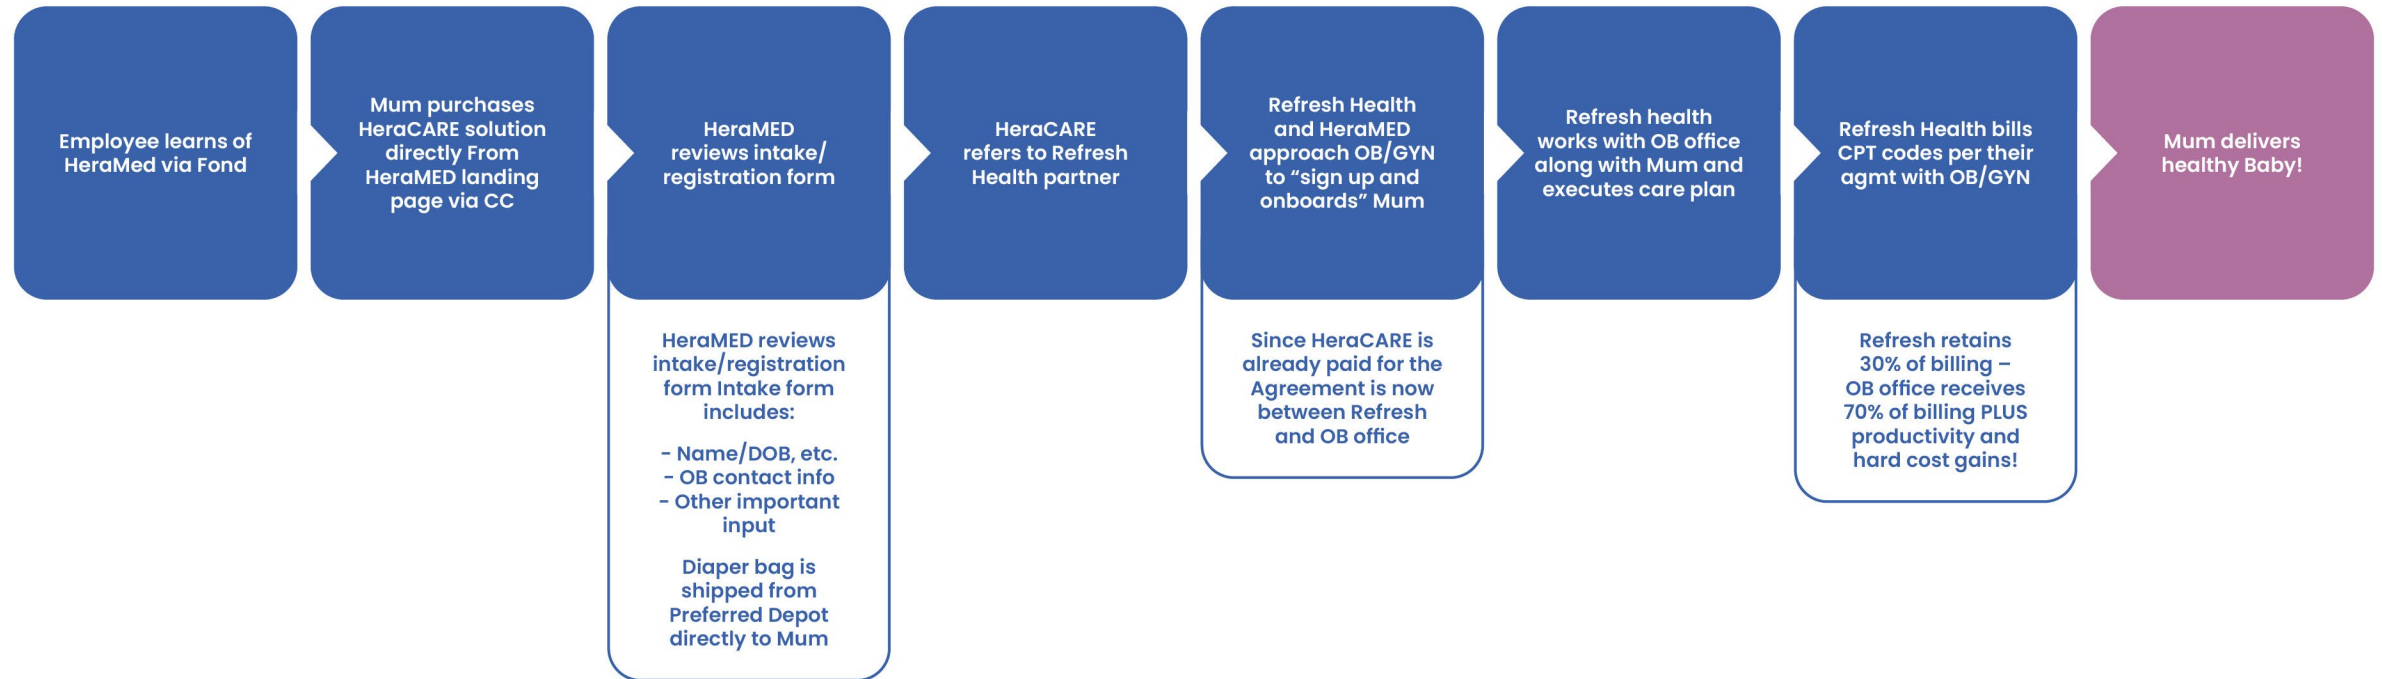 Employee learns of
HeraMed via Fond
Mum purchases
HeraCARE solution
directly From
HeraMED landing
page via CC
HeraMED
reviews intake/
registration form
HeraCARE
refers to Refresh
Health partner
Refresh Health
and HeraMED
approach OB/GYN
to “sign up and
onboards” Mum
Refresh health
works with OB office
along with Mum and
executes care plan
Refresh Health bills
CPT codes per their
agmt with OB/GYN
Mum delivers
healthy Baby!
HeraMED reviews
intake/registration
form Intake form
includes:
- Name/DOB, etc.
- OB contact info
- Other important
input
Diaper bag is
shipped from
Preferred Depot
directly to Mum
Since HeraCARE is
already paid for the
Agreement is now
between Refresh
and OB office
Refresh retains
30% of billing –
OB office receives
70% of billing PLUS
productivity and
hard cost gains!